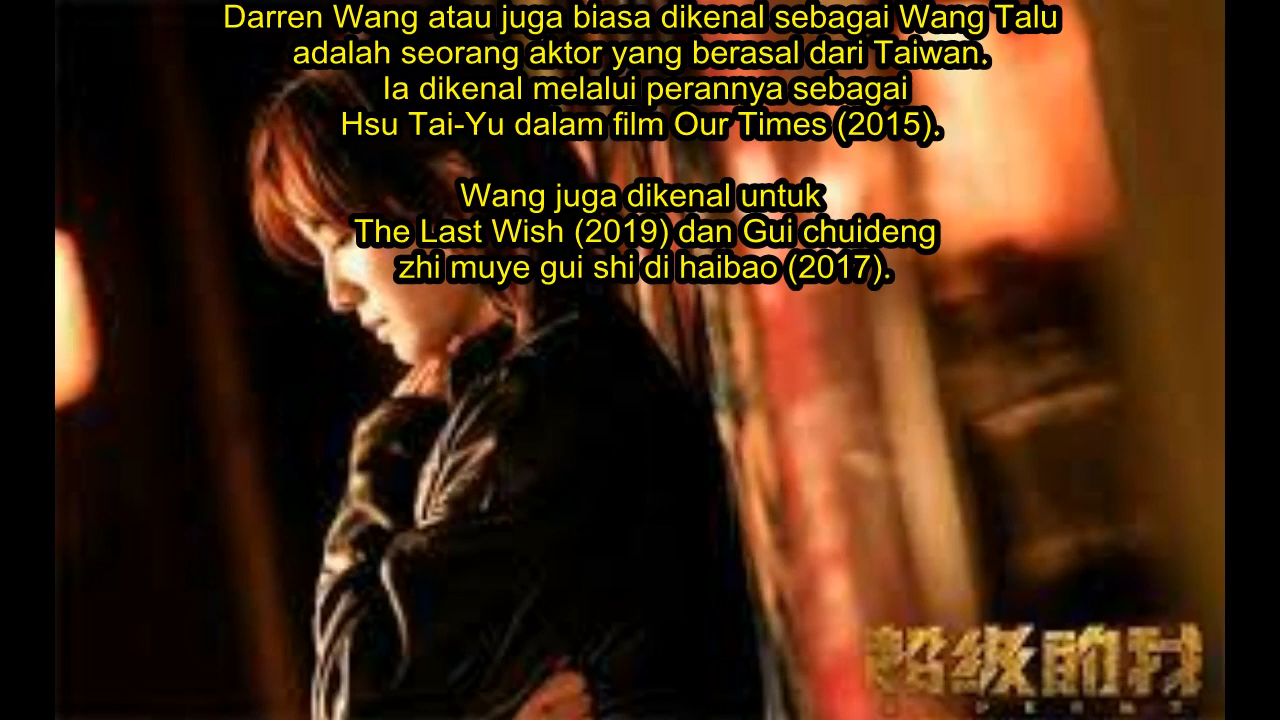 Darren Wang atau juga biasa dikenal sebagai Wang Talu
adalah seorang aktor yang berasal dari Taiwan.
Ia dikenal melalui perannya sebagai
Hsu Tai-Yu dalam film Our Times (2015).
Wang juga dikenal untuk
The Last Wish (2019) dan Gui chuideng
zhi muye gui shi di haibao (2017).
超级的我